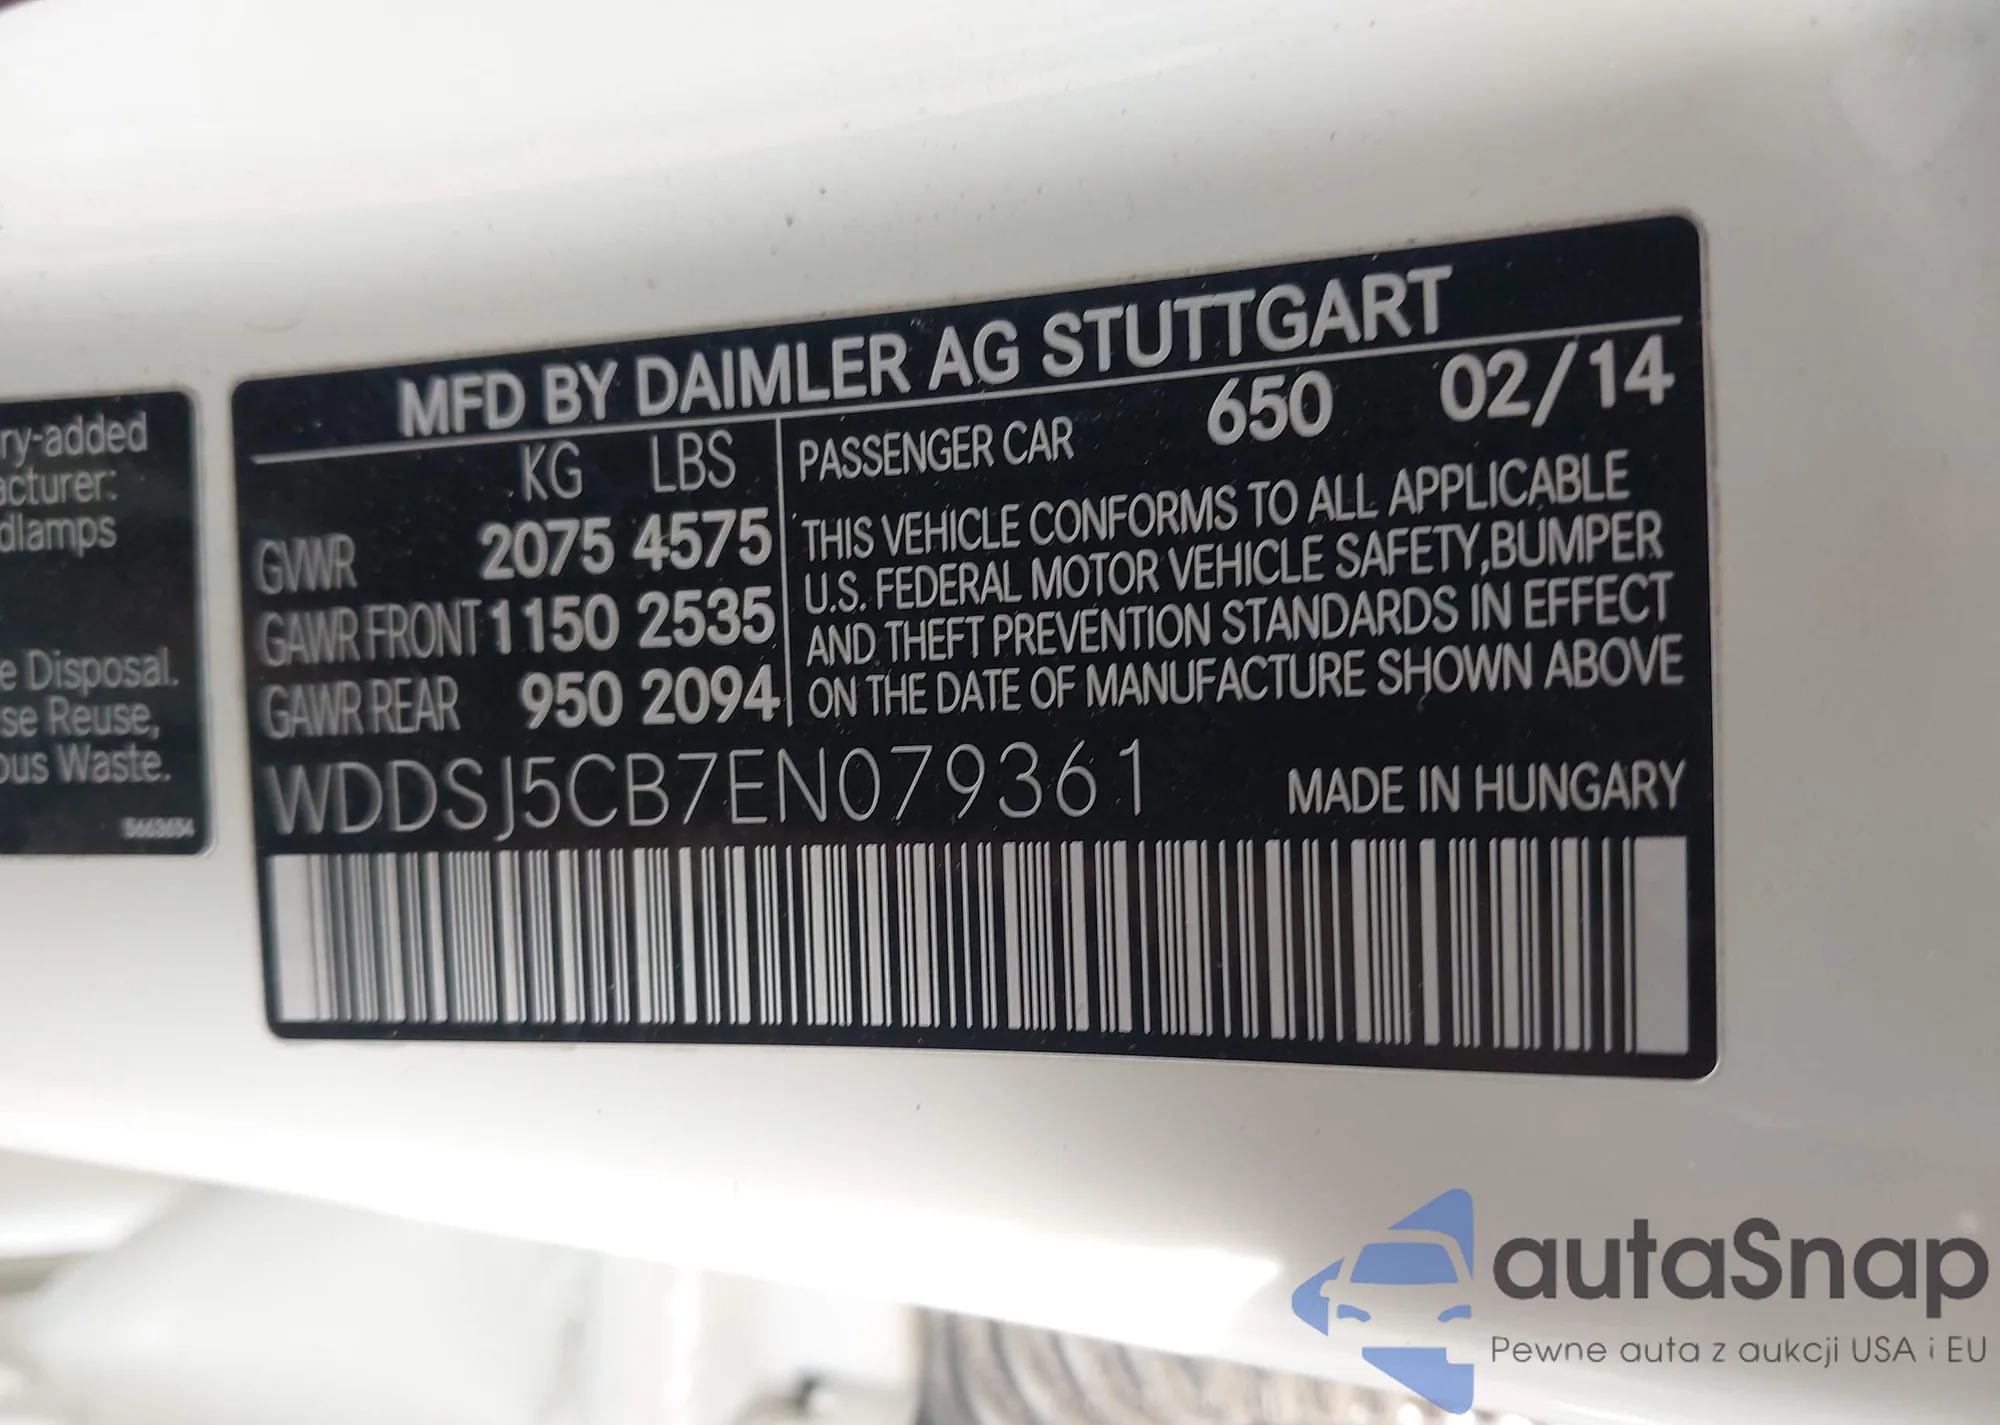 ry-added
acturer:
dlamps
e Disposal.
se Reuse,
ous Waste.
5663654
MFD BY DAIMLER AG STUTTGART
KG LBS
GVWR 2075 4575
GAWR FRONT 1150 2535
GAWR REAR 950 2094
PASSENGER CAR 650 02/14
THIS VEHICLE CONFORMS TO ALL APPLICABLE
U.S. FEDERAL MOTOR VEHICLE SAFETY,BUMPER
AND THEFT PREVENTION STANDARDS IN EFFECT
ON THE DATE OF MANUFACTURE SHOWN ABOVE
WDDSJ5CB7EN079361 MADE IN HUNGARY
autaSnap
Pewne auta z aukcji USA i EU